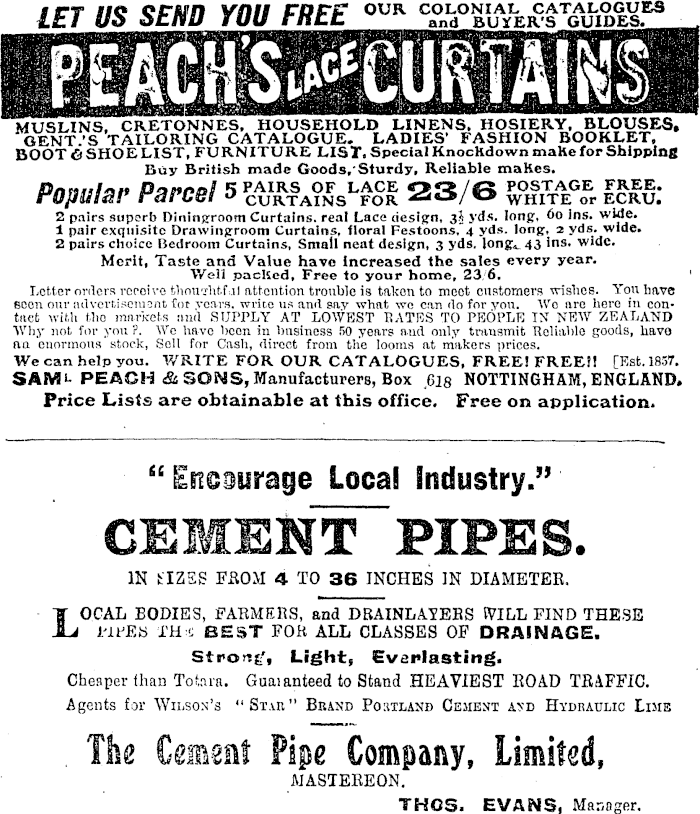 LET US SEND YOU FREE OUR COLONIAL CATALOGUES and BUYER'S GUIDES.
PEACH'S LACE CURTAINS
MUSLINS, CRETONNES, HOUSEHOLD LINENS, HOSIERY, BLOUSES,
GENT.'S TAILORING CATALOGUE. LADIES' FASHION BOOKLET,
BOOT & SHOE LIST, FURNITURE LIST, Special Knockdown make for Shipping
Buy British made Goods, Sturdy, Reliable makes.
Popular Parcel 5 PAIRS OF LACE CURTAINS FOR 23/6 POSTAGE FREE. WHITE or ECRU.
2 pairs superb Diningroom Curtains. real Lace design, 3½ yds. long, 60 ins. wide.
1 pair exquisite Drawingroom Curtains, floral Festoons, 4 yds. long, 2 yds. wide.
2 pairs choice Bedroom Curtains, Small neat design, 3 yds. long, 43 ins. wide.
Merit, Taste and Value have increased the sales every year.
Well packed, Free to your home, 23/6.
Letter orders receive thoughtful attention trouble is taken to meet customers wishes. You have
seen our advertisement for years, write us and say what we can do for you. We are here in con-
tact with the markets and SUPPLY AT LOWEST RATES TO PEOPLE IN NEW ZEALAND
Why not for you?. We have been in business 50 years and only transmit Reliable goods, have
an enormous stock, Sell for Cash, direct from the looms at makers prices.
We can help you. WRITE FOR OUR CATALOGUES, FREE! FREE!! [Est. 1857.
SAML PEACH & SONS, Manufacturers, Box 618 NOTTINGHAM, ENGLAND.
Price Lists are obtainable at this office. Free on application.
"Encourage Local Industry."
CEMENT PIPES.
IN SIZES FROM 4 TO 36 INCHES IN DIAMETER.
LOCAL BODIES, FARMERS, and DRAINLAYERS WILL FIND THESE
PIPES THE BEST FOR ALL CLASSES OF DRAINAGE.
Strong, Light, Everlasting.
Cheaper than Totara. Guaranteed to Stand HEAVIEST ROAD TRAFFIC.
Agents for WILSON'S "STAR" BRAND PORTLAND CEMENT AND HYDRAULIC LIME
The Cement Pipe Company, Limited,
MASTEREON.
THOS. EVANS, Manager.